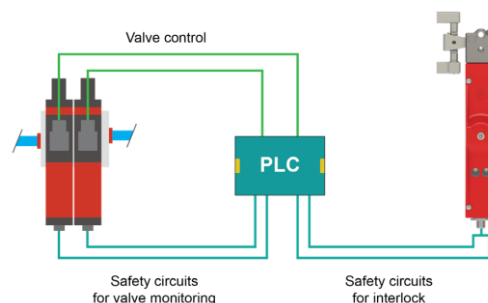 Valve control
PLC
Safety circuits
for valve monitoring
Safety circuits
for interlock